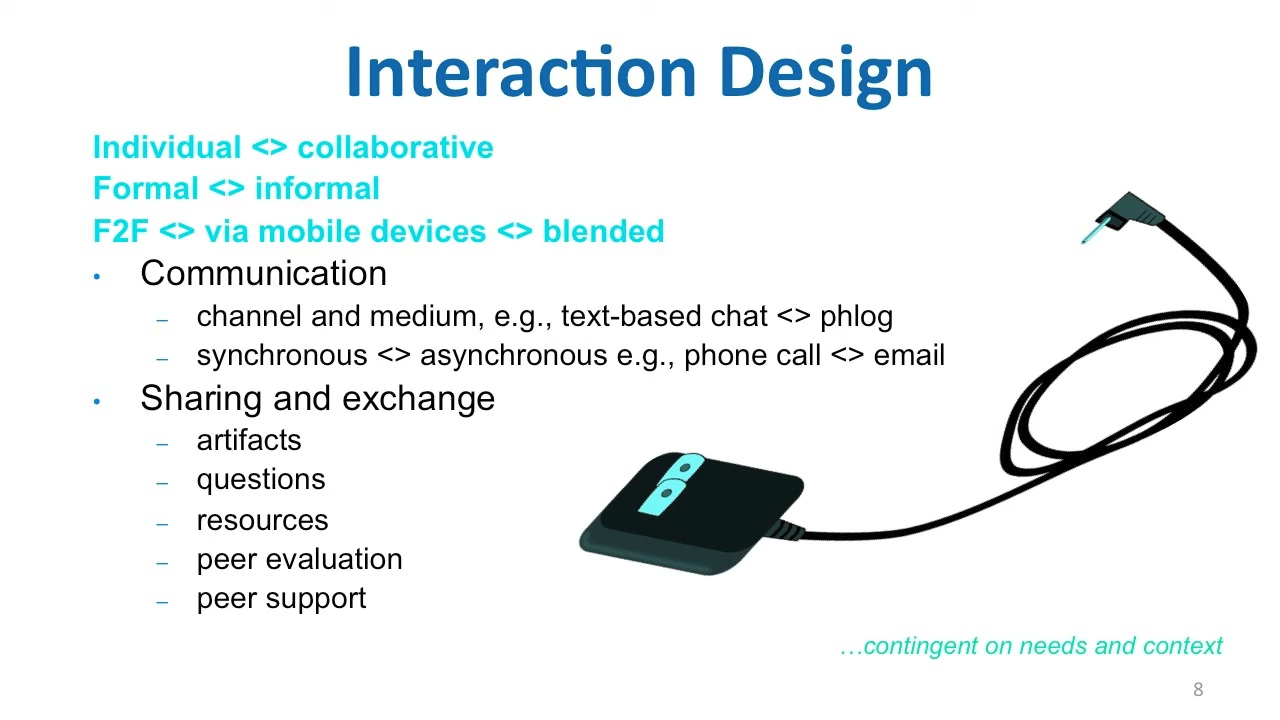 Interaction Design
Individual <> collaborative
Formal <> informal
F2F <> via mobile devices <> blended
• Communication
– channel and medium, e.g., text-based chat <> phlog
– synchronous <> asynchronous e.g., phone call <> email
• Sharing and exchange
– artifacts
– questions
– resources
– peer evaluation
– peer support
…contingent on needs and context
8